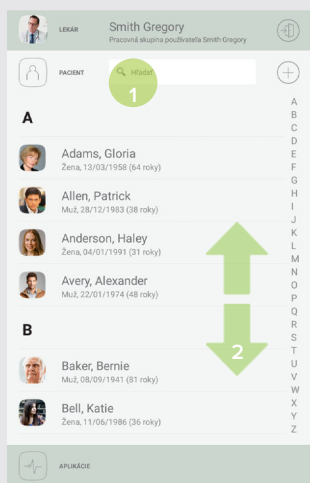 LEKÁR
Smith Gregory
Pracovná skupina používateľa Smith Gregory
PACIENT
Hľadať
1
A
Adams, Gloria
Žena, 13/03/1958 (64 roky)
Allen, Patrick
Muž, 28/12/1983 (38 roky)
Anderson, Haley
Žena, 04/01/1991 (31 roky)
Avery, Alexander
Muž, 22/01/1974 (48 roky)
B
Baker, Bernie
Muž, 08/09/1941 (81 roky)
Bell, Katie
Žena, 11/06/1986 (36 roky)
2
A
B
C
D
E
F
G
H
I
J
K
L
M
N
O
P
Q
R
S
T
U
V
W
X
Y
Z
APLIKÁCIE